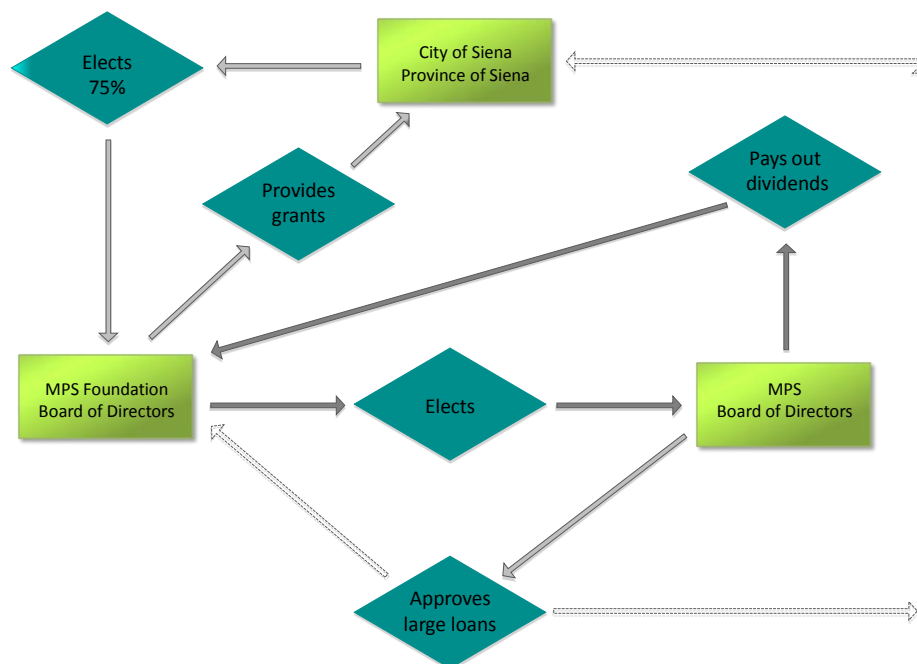 Elects
75%
City of Siena
Province of Siena
Provides
grants
Pays out
dividends
MPS Foundation
Board of Directors
Elects
MPS
Board of Directors
Approves
large loans